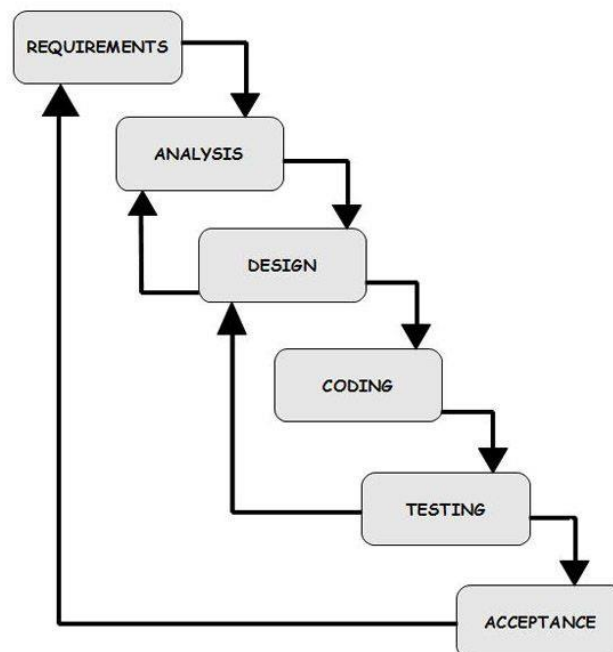 REQUIREMENTS
ANALYSIS
DESIGN
CODING
TESTING
ACCEPTANCE